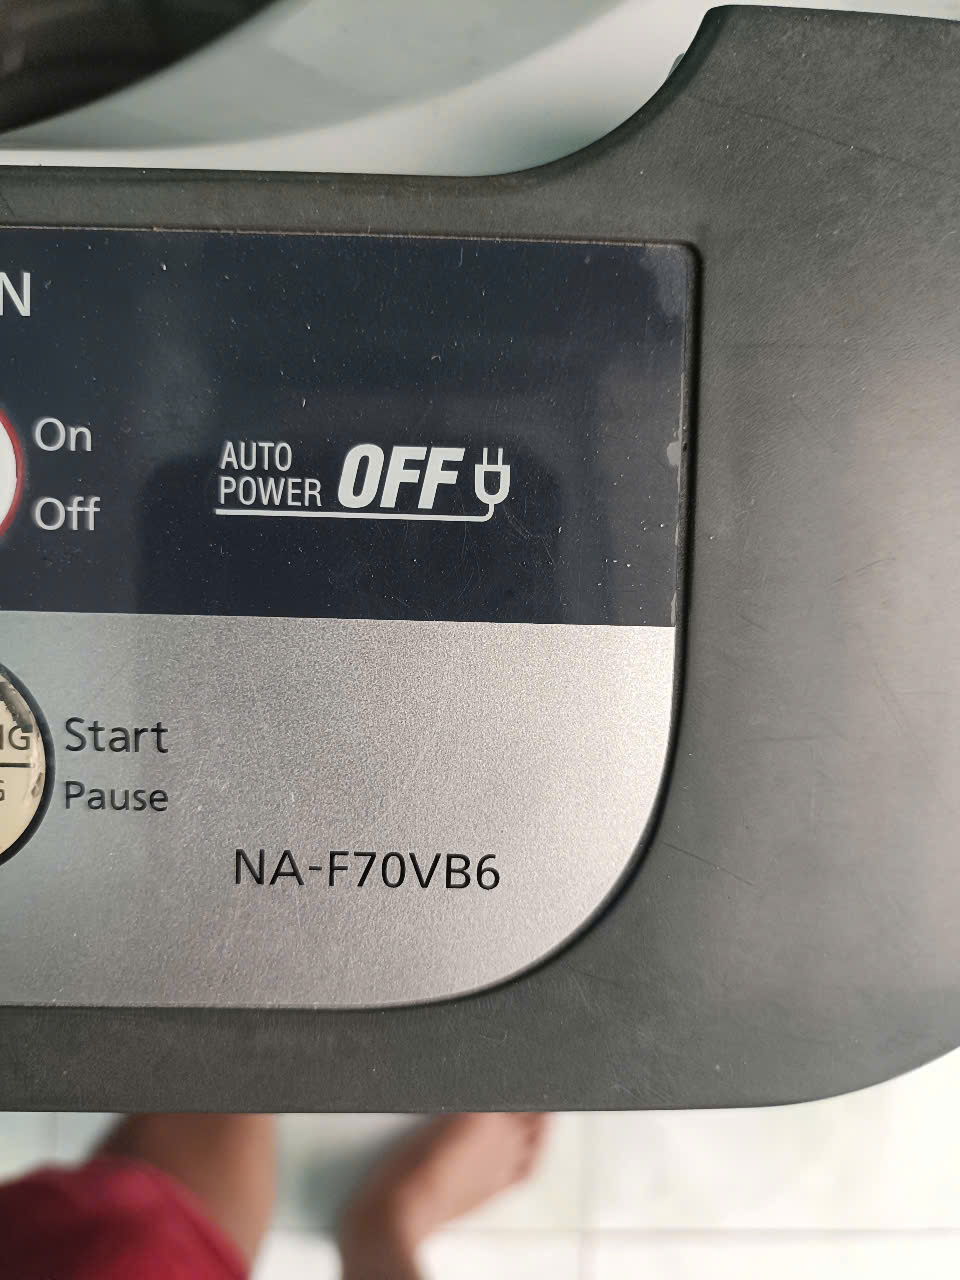 N
On
Off
AUTO
POWER OFF
Start
Pause
NA-F70VB6